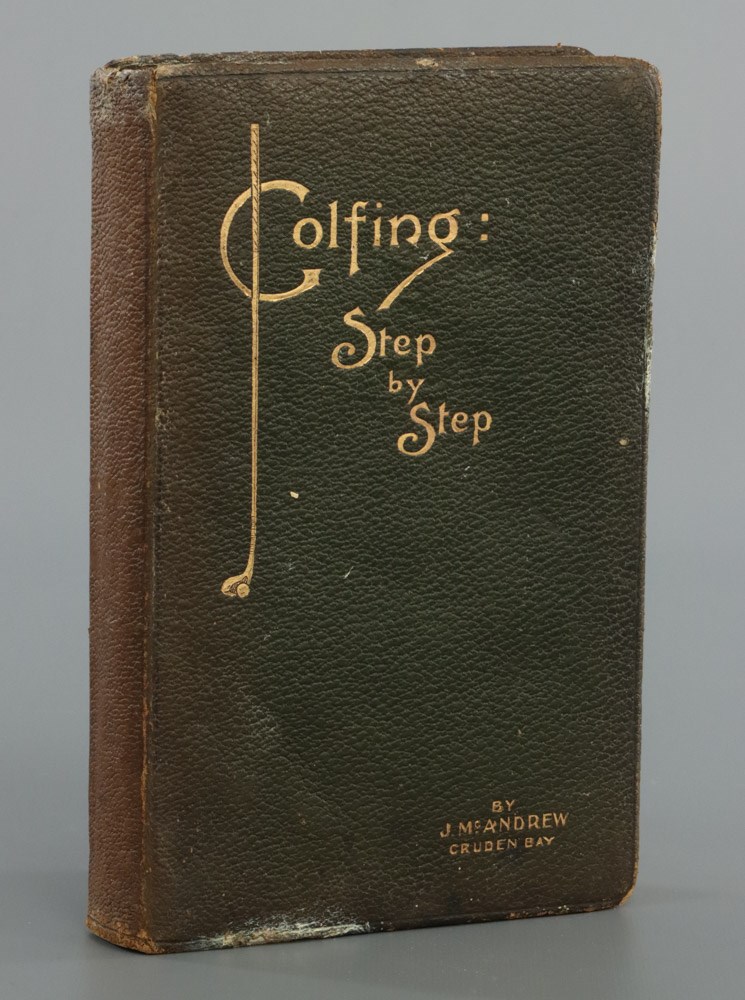 Golfing:
Step
by
Step
BY
J. McANDREW
CRUDEN BAY